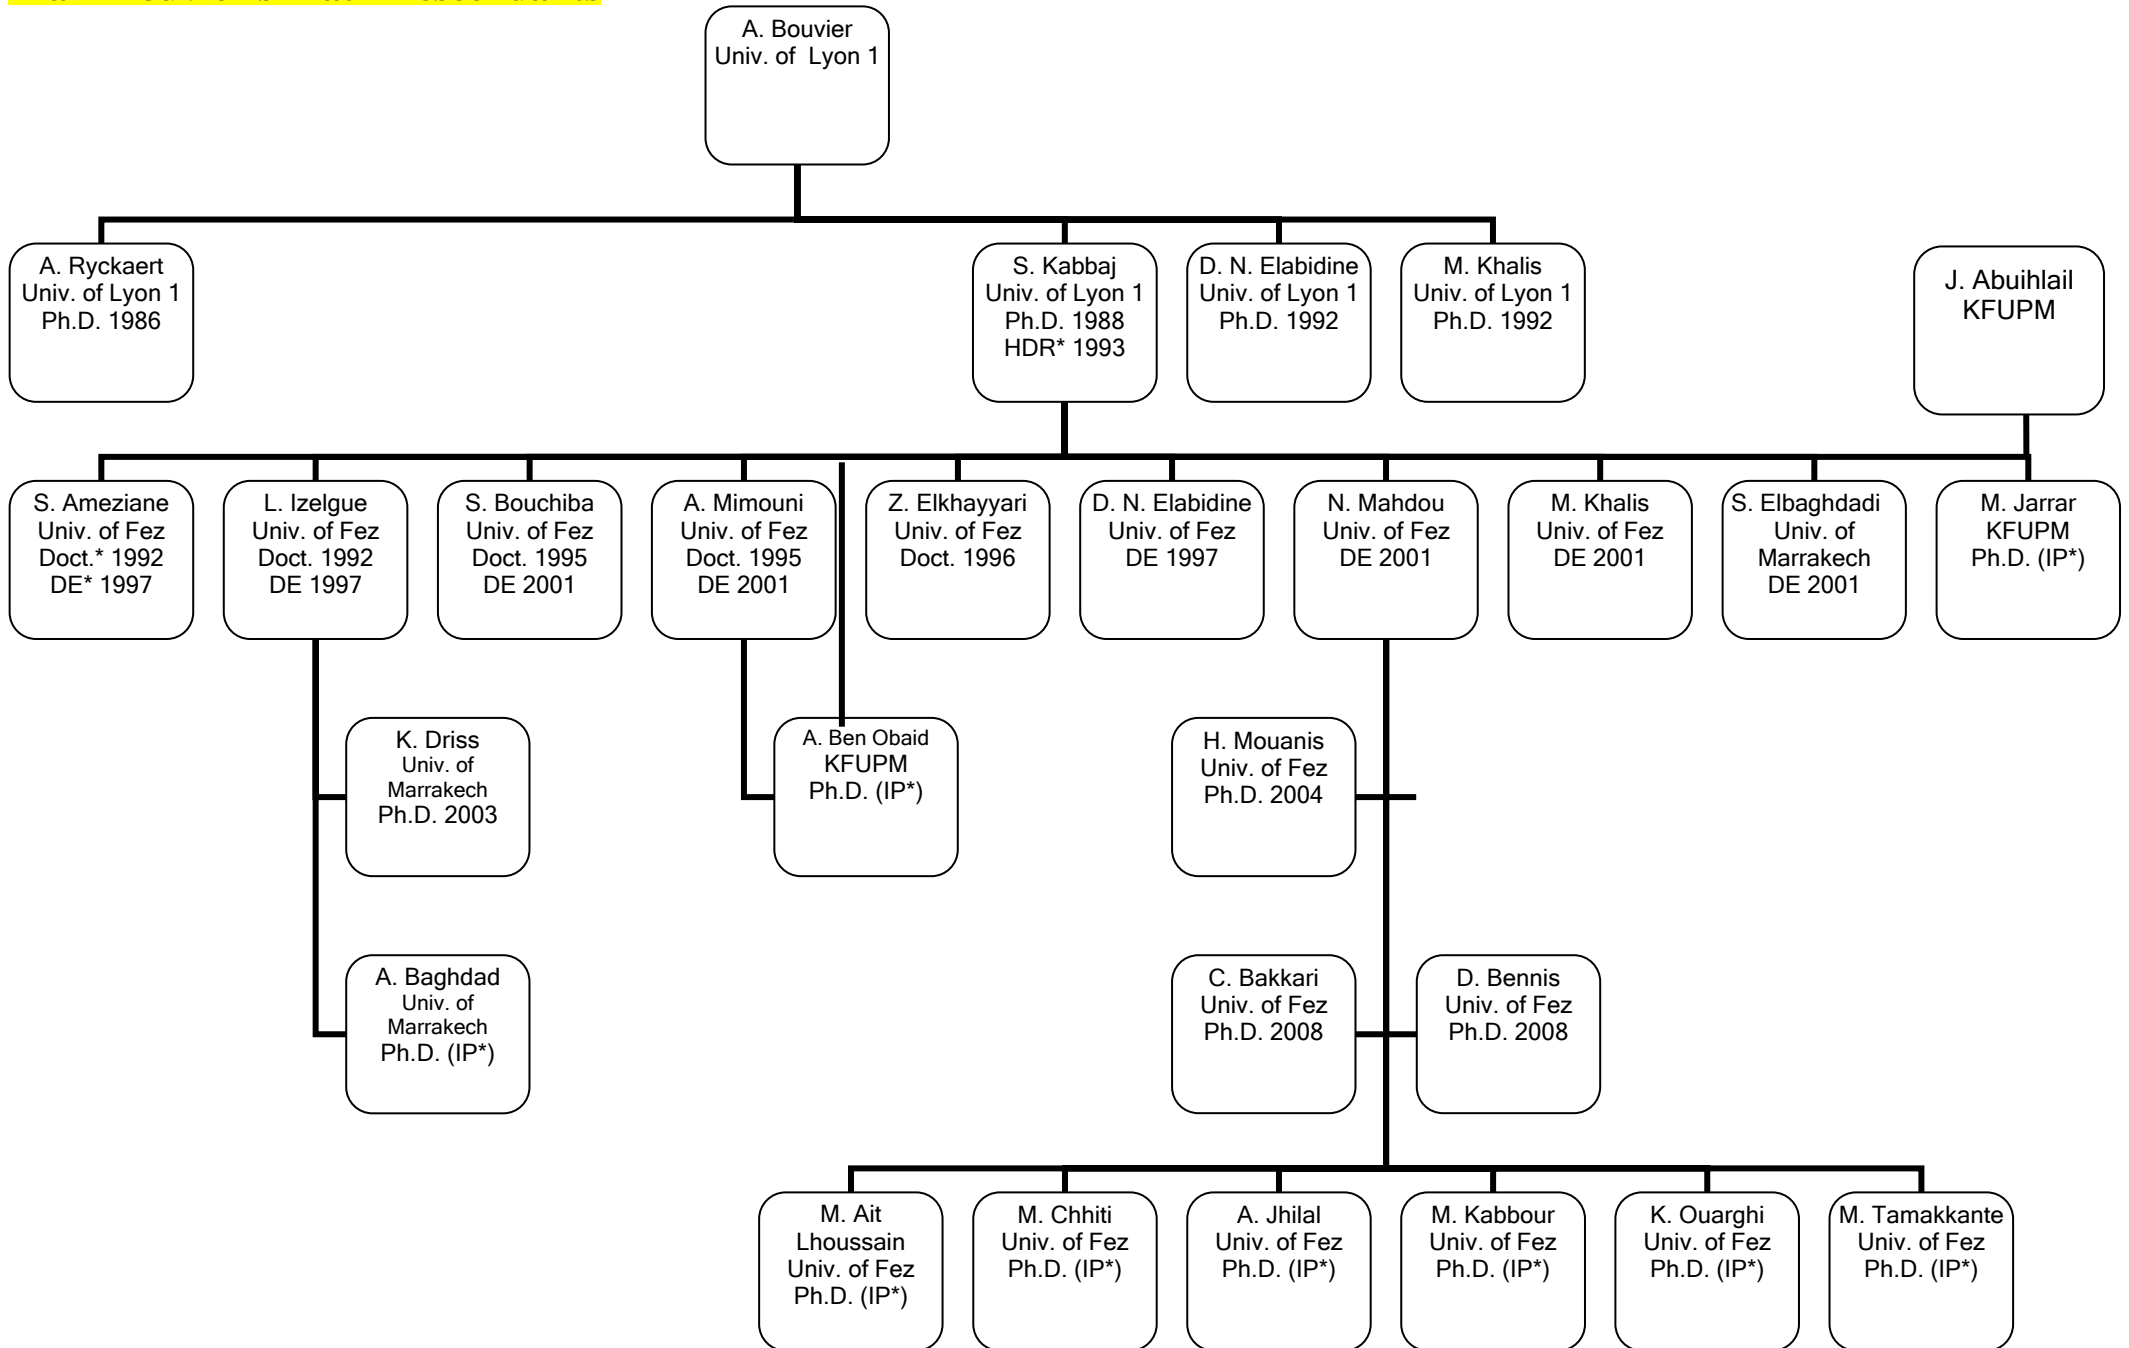 A. Bouvier
Univ. of Lyon 1
A. Ryckaert
Univ. of Lyon 1
Ph.D. 1986
S. Kabbaj
Univ. of Lyon 1
Ph.D. 1988
HDR* 1993
D. N. Elabidine
Univ. of Lyon 1
Ph.D. 1992
M. Khalis
Univ. of Lyon 1
Ph.D. 1992
J. Abuihlail
KFUPM
S. Ameziane
Univ. of Fez
Doct.* 1992
DE* 1997
L. Izelgue
Univ. of Fez
Doct. 1992
DE 1997
S. Bouchiba
Univ. of Fez
Doct. 1995
DE 2001
A. Mimouni
Univ. of Fez
Doct. 1995
DE 2001
Z. Elkhayyari
Univ. of Fez
Doct. 1996
D. N. Elabidine
Univ. of Fez
DE 1997
N. Mahdou
Univ. of Fez
DE 2001
M. Khalis
Univ. of Fez
DE 2001
S. Elbaghdadi
Univ. of
Marrakech
DE 2001
M. Jarrar
KFUPM
Ph.D. (IP*)
K. Driss
Univ. of
Marrakech
Ph.D. 2003
A. Ben Obaid
KFUPM
Ph.D. (IP*)
H. Mouanis
Univ. of Fez
Ph.D. 2004
A. Baghdad
Univ. of
Marrakech
Ph.D. (IP*)
C. Bakkari
Univ. of Fez
Ph.D. 2008
D. Bennis
Univ. of Fez
Ph.D. 2008
M. Ait
Lhoussain
Univ. of Fez
Ph.D. (IP*)
M. Chhiti
Univ. of Fez
Ph.D. (IP*)
A. Jhilal
Univ. of Fez
Ph.D. (IP*)
M. Kabbour
Univ. of Fez
Ph.D. (IP*)
K. Ouarghi
Univ. of Fez
Ph.D. (IP*)
M. Tamakkante
Univ. of Fez
Ph.D. (IP*)